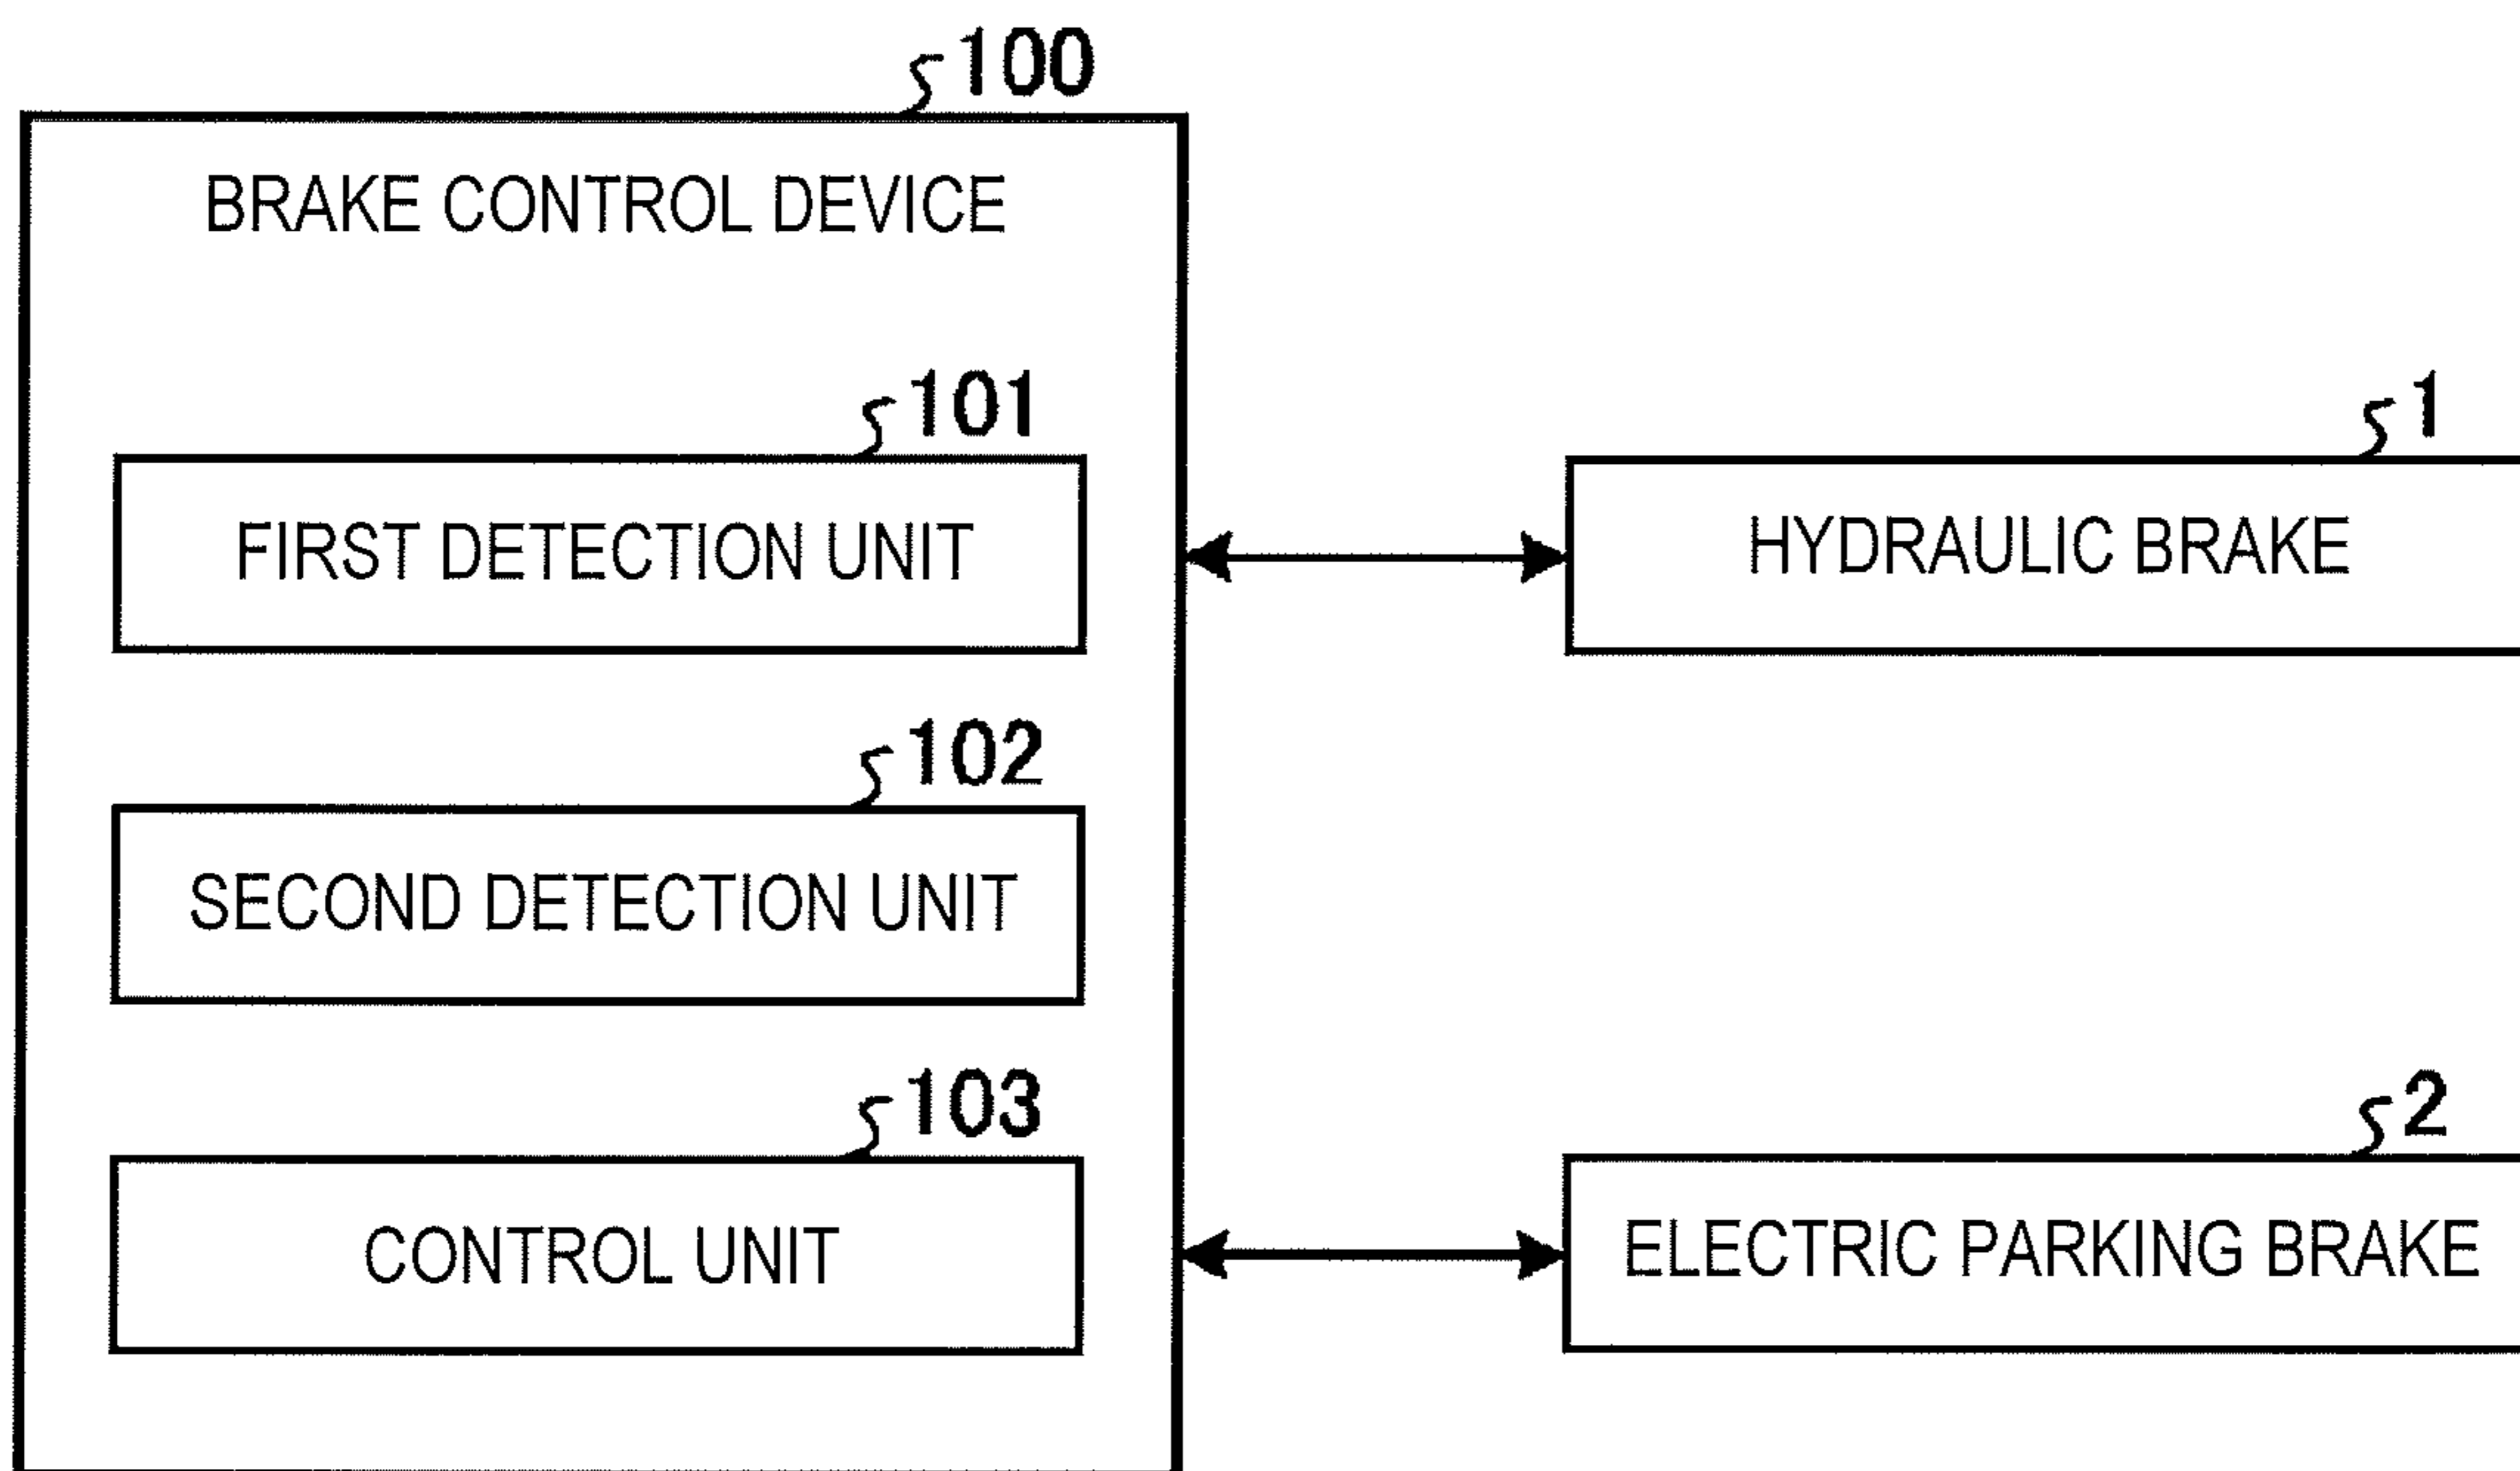 100
BRAKE CONTROL DEVICE
101
FIRST DETECTION UNIT
1
HYDRAULIC BRAKE
102
SECOND DETECTION UNIT
103
CONTROL UNIT
2
ELECTRIC PARKING BRAKE